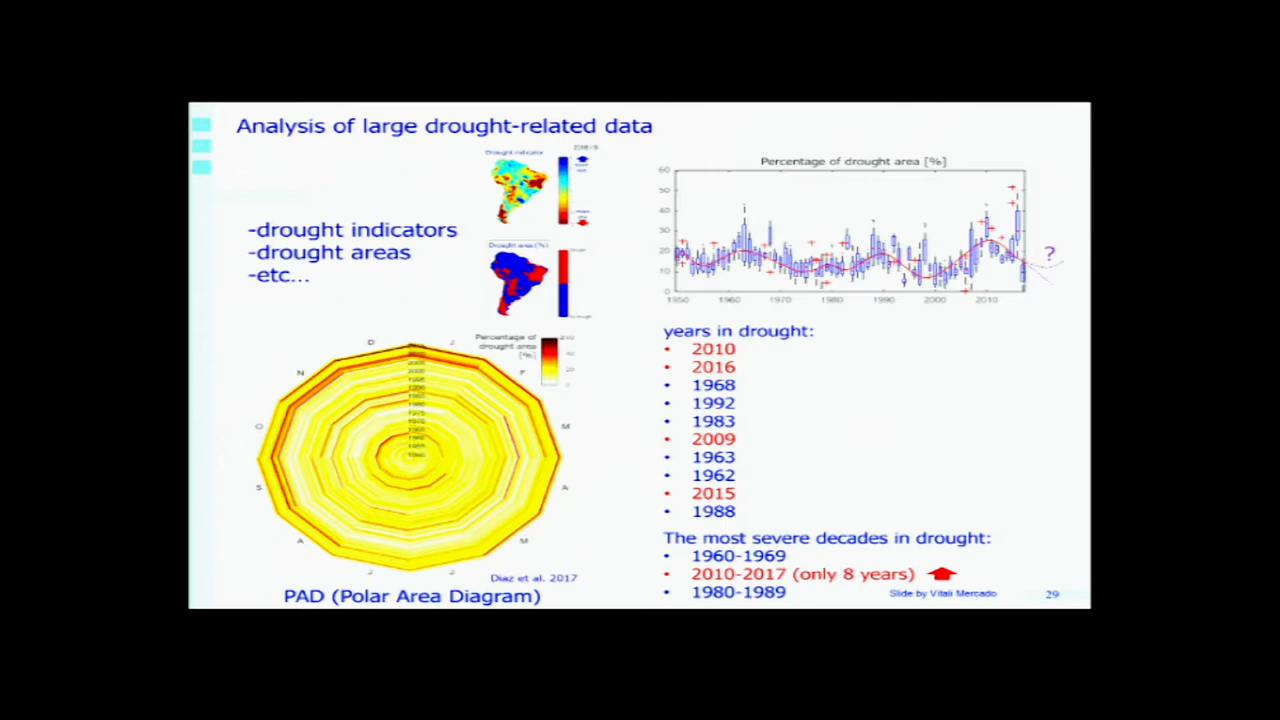 Analysis of large drought-related data
Drought indicator
-drought indicators
-drought areas
-etc...
Drought area (%)
Percentage of drought area [%]
60
50
40
30
20
10
0
1950 1960 1970 1980 1990 2000 2010
?
Percentage of
drought area
[%]
D J
N F
O M
S A
A M
J J
Diaz et al. 2017
PAD (Polar Area Diagram)
years in drought:
• 2010
• 2016
• 1968
• 1992
• 1983
• 2009
• 1963
• 1962
• 2015
• 1988
The most severe decades in drought:
• 1960-1969
• 2010-2017 (only 8 years)
• 1980-1989
Slide by Vitali Mercado
29